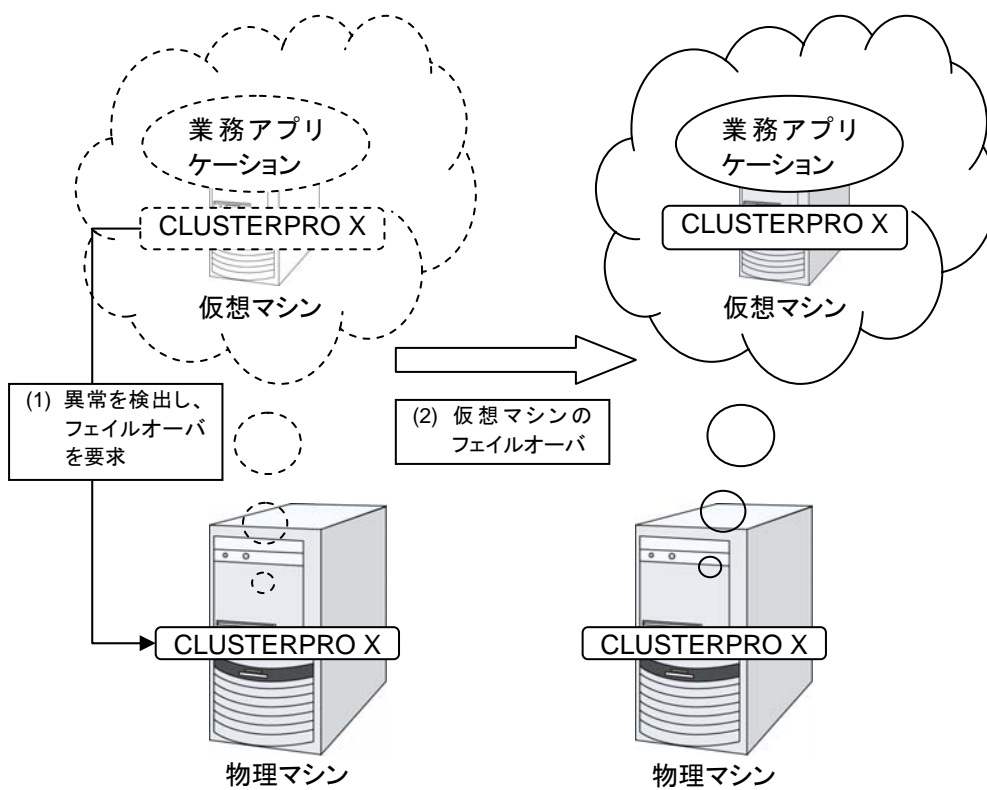 業務アプリ
ケーション
CLUSTERPRO X
仮想マシン
業務アプリ
ケーション
CLUSTERPRO X
仮想マシン
(1) 異常を検出し、
フェイルオーバ
を要求
(2) 仮想マシンの
フェイルオーバ
CLUSTERPRO X
物理マシン
CLUSTERPRO X
物理マシン